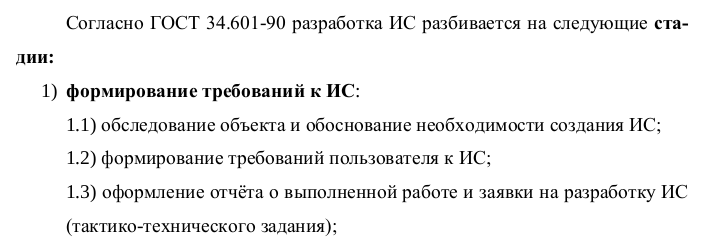 Согласно ГОСТ 34.601-90 разработка ИС разбивается на следующие ста-
дии:
1) формирование требований к ИС:
1.1) обследование объекта и обоснование необходимости создания ИС;
1.2) формирование требований пользователя к ИС;
1.3) оформление отчёта о выполненной работе и заявки на разработку ИС
(тактико-технического задания);